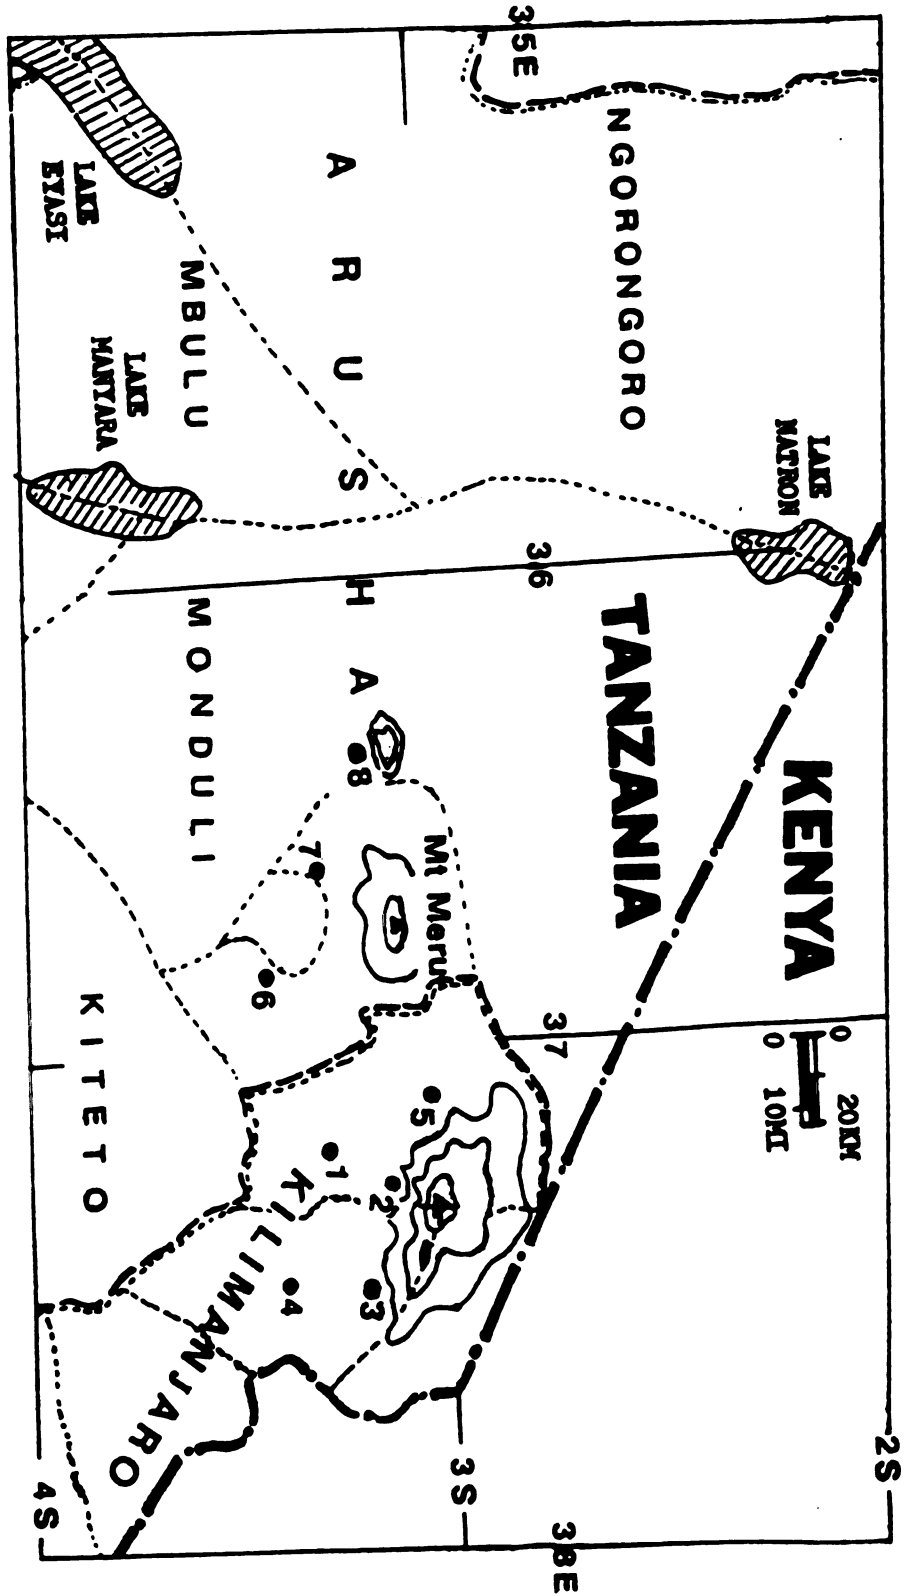 35E
36
37
38E
2S
3S
4S
KENYA
TANZANIA
0 20KM
0 10MI
LAKE
NATRON
NGORONGORO
ARUSHA
Mt Meru
LAKE
EYASI
MBULU
LAKE
MANYARA
MONDULI
KITETO
KILIMANJARO
1
2
3
4
5
6
7
8